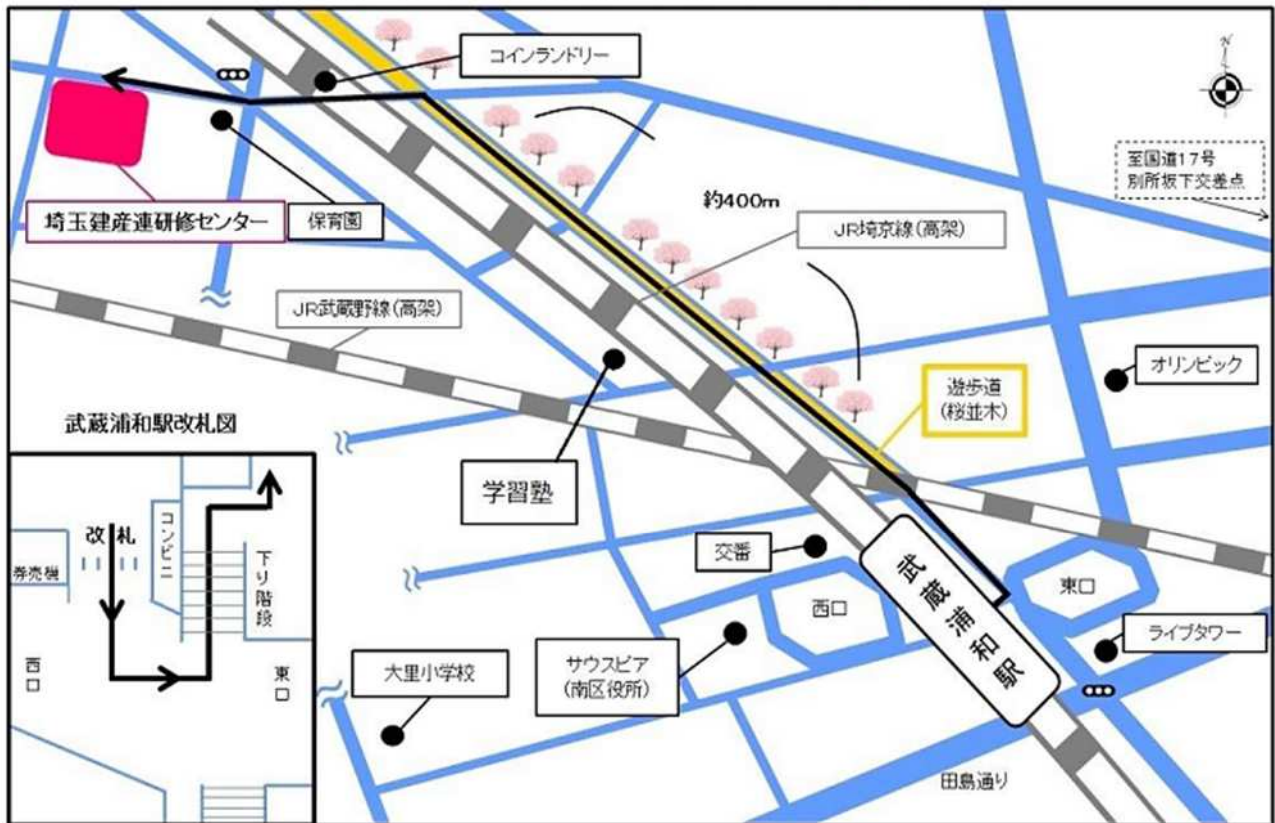 コインランドリー
N
至国道17号
別所坂下交差点
埼玉建産連研修センター
保育園
約400m
JR埼京線(高架)
JR武蔵野線(高架)
オリンピック
遊歩道
(桜並木)
武蔵浦和駅改札図
学習塾
交番
武蔵浦和駅
東口
西口
ライブタワー
サウスピア
(南区役所)
大里小学校
田島通り
改札
コンビニ
券売機
下り階段
西口
東口